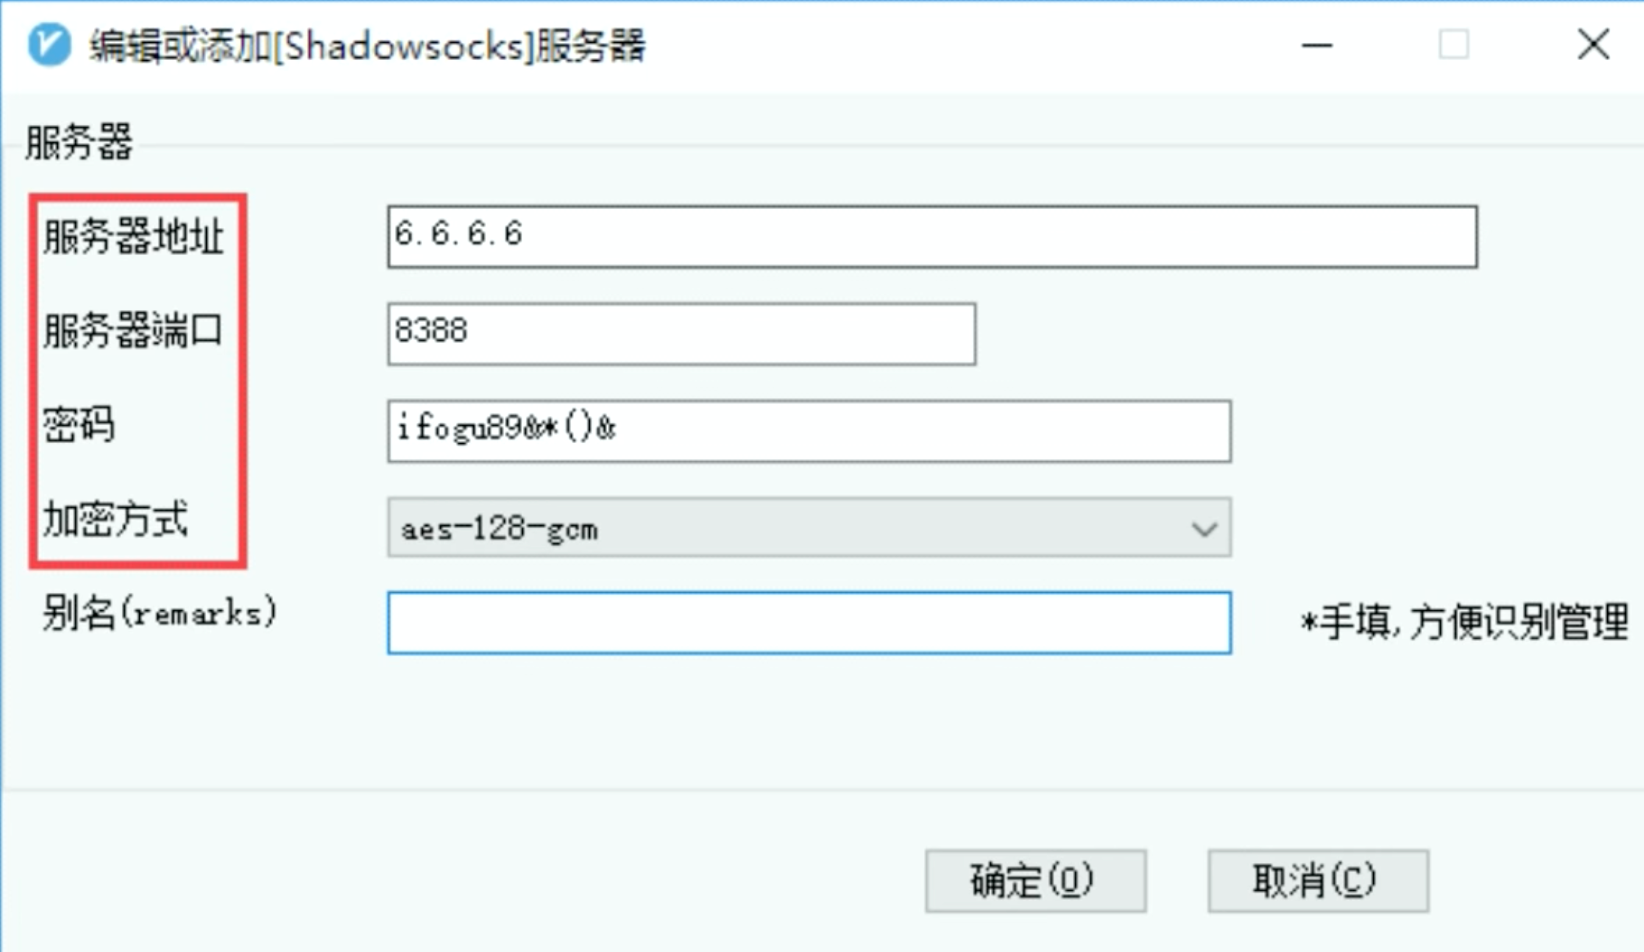 编辑或添加[Shadowsocks]服务器
服务器
服务器地址 6.6.6.6
服务器端口 8388
密码 ifogu89&*()&
加密方式 aes-128-gcm
别名(remarks) *手填,方便识别管理
确定(O) 取消(C)